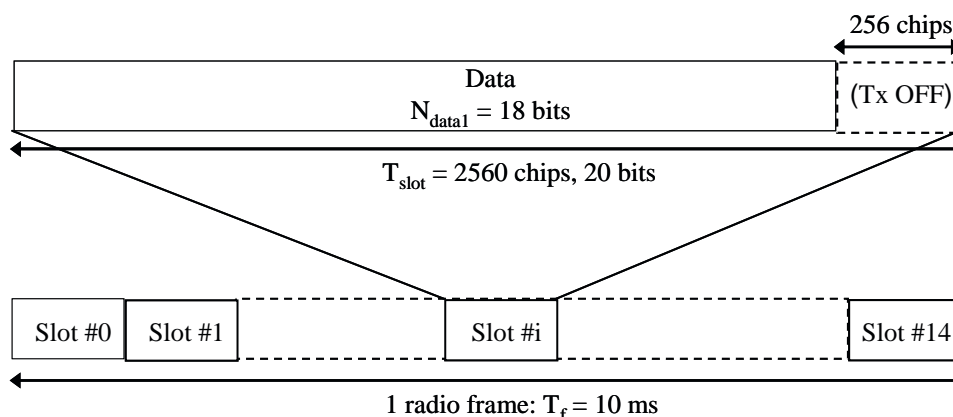 256 chips
Data
(Tx OFF)
N_data1 = 18 bits
T_slot = 2560 chips, 20 bits
Slot #0 Slot #1 Slot #i Slot #14
1 radio frame: T_f = 10 ms